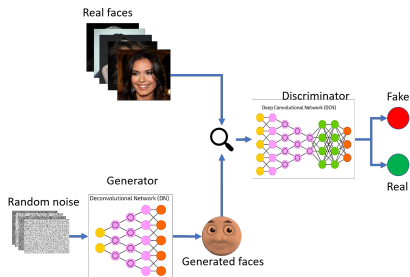 Real faces
Discriminator
Deep Convolutional Network (DCN)
Fake
Real
Generator
Deconvolutional Network (DN)
Random noise
Generated faces